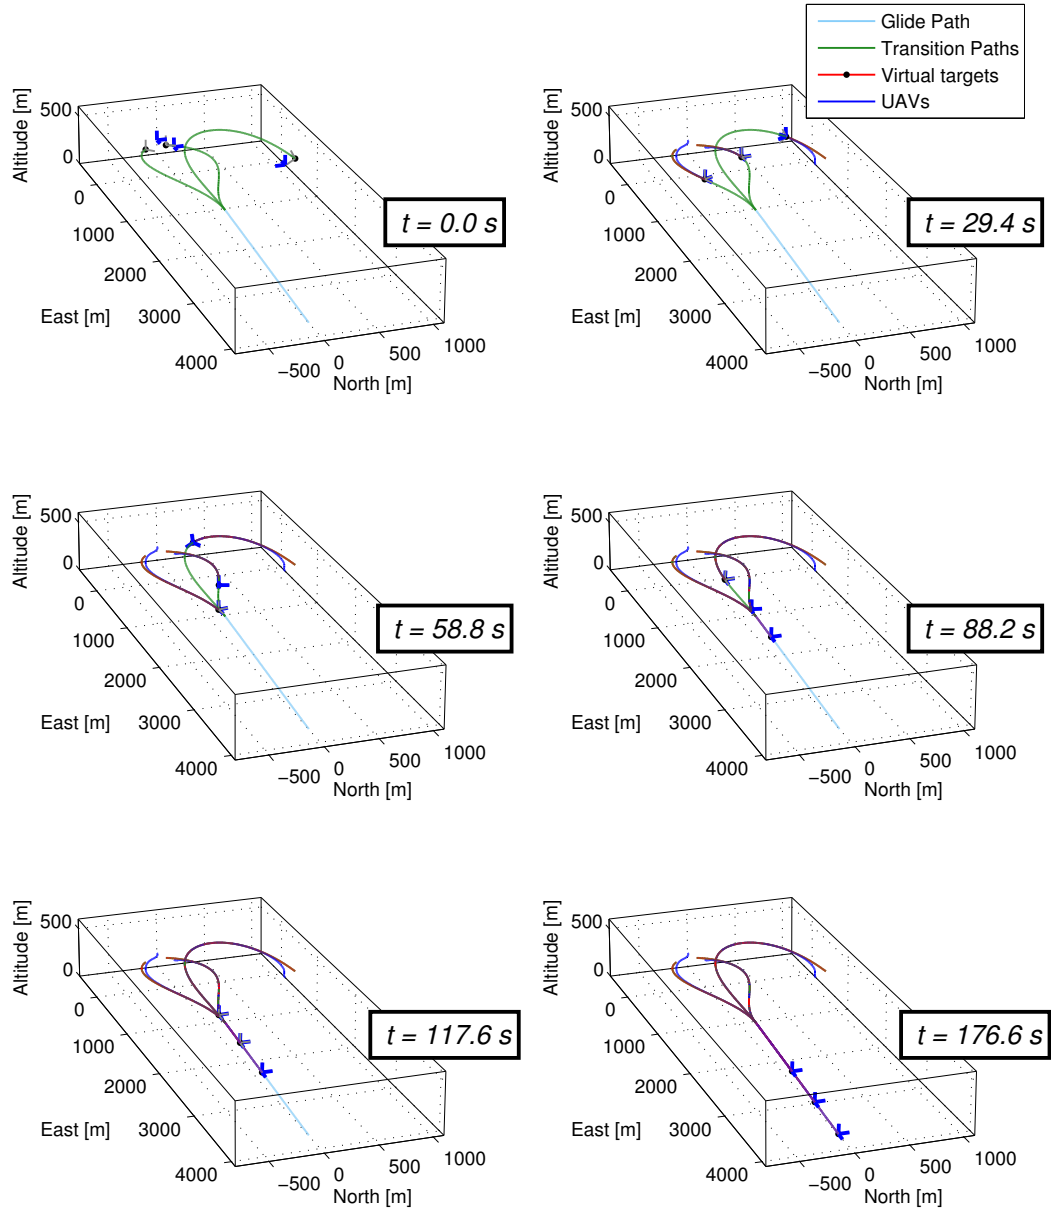 Glide Path
Transition Paths
Virtual targets
UAVs
Altitude [m]
500
0
0
1000
2000
3000
4000
East [m]
−500
0
500
1000
North [m]
t = 0.0 s
Altitude [m]
500
0
0
1000
2000
3000
4000
East [m]
−500
0
500
1000
North [m]
t = 29.4 s
Altitude [m]
500
0
0
1000
2000
3000
4000
East [m]
−500
0
500
1000
North [m]
t = 58.8 s
Altitude [m]
500
0
0
1000
2000
3000
4000
East [m]
−500
0
500
1000
North [m]
t = 88.2 s
Altitude [m]
500
0
0
1000
2000
3000
4000
East [m]
−500
0
500
1000
North [m]
t = 117.6 s
Altitude [m]
500
0
0
1000
2000
3000
4000
East [m]
−500
0
500
1000
North [m]
t = 176.6 s